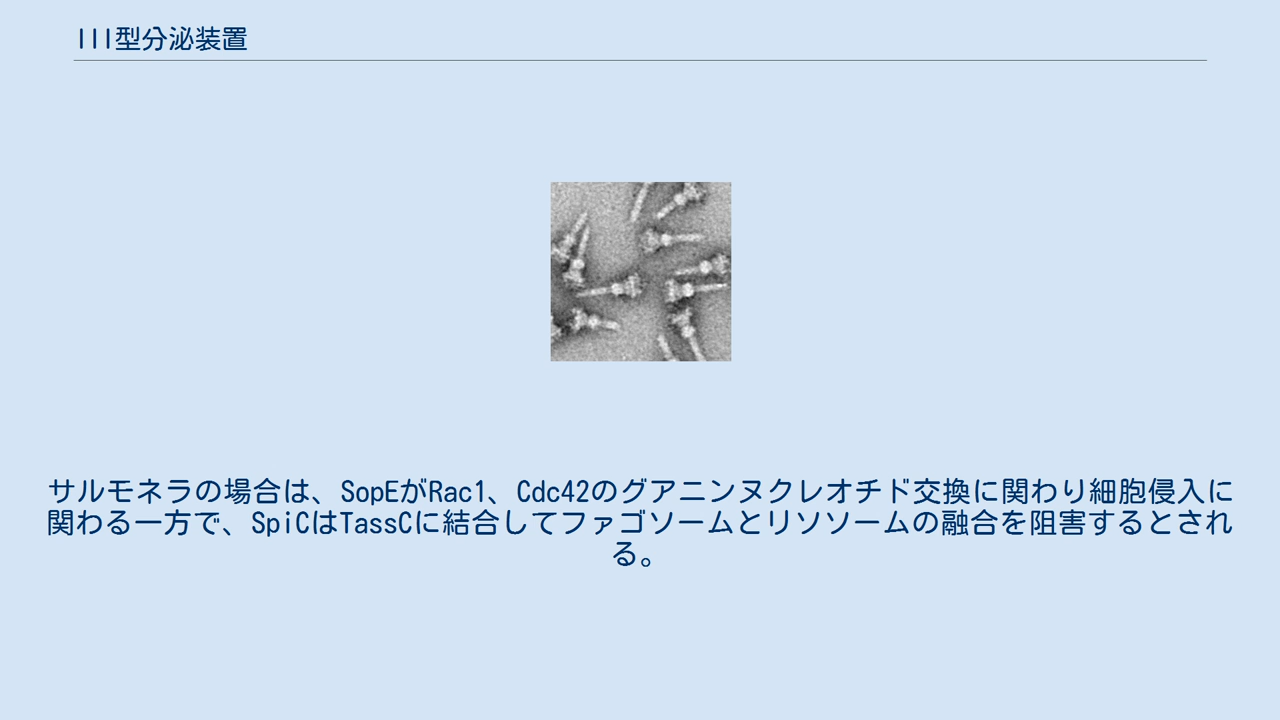 III型分泌装置
サルモネラの場合は、SopEがRac1、Cdc42のグアニンヌクレオチド交換に関わり細胞侵入に
関わる一方で、SpiCはTassCに結合してファゴソームとリソソームの融合を阻害するとされ
る。